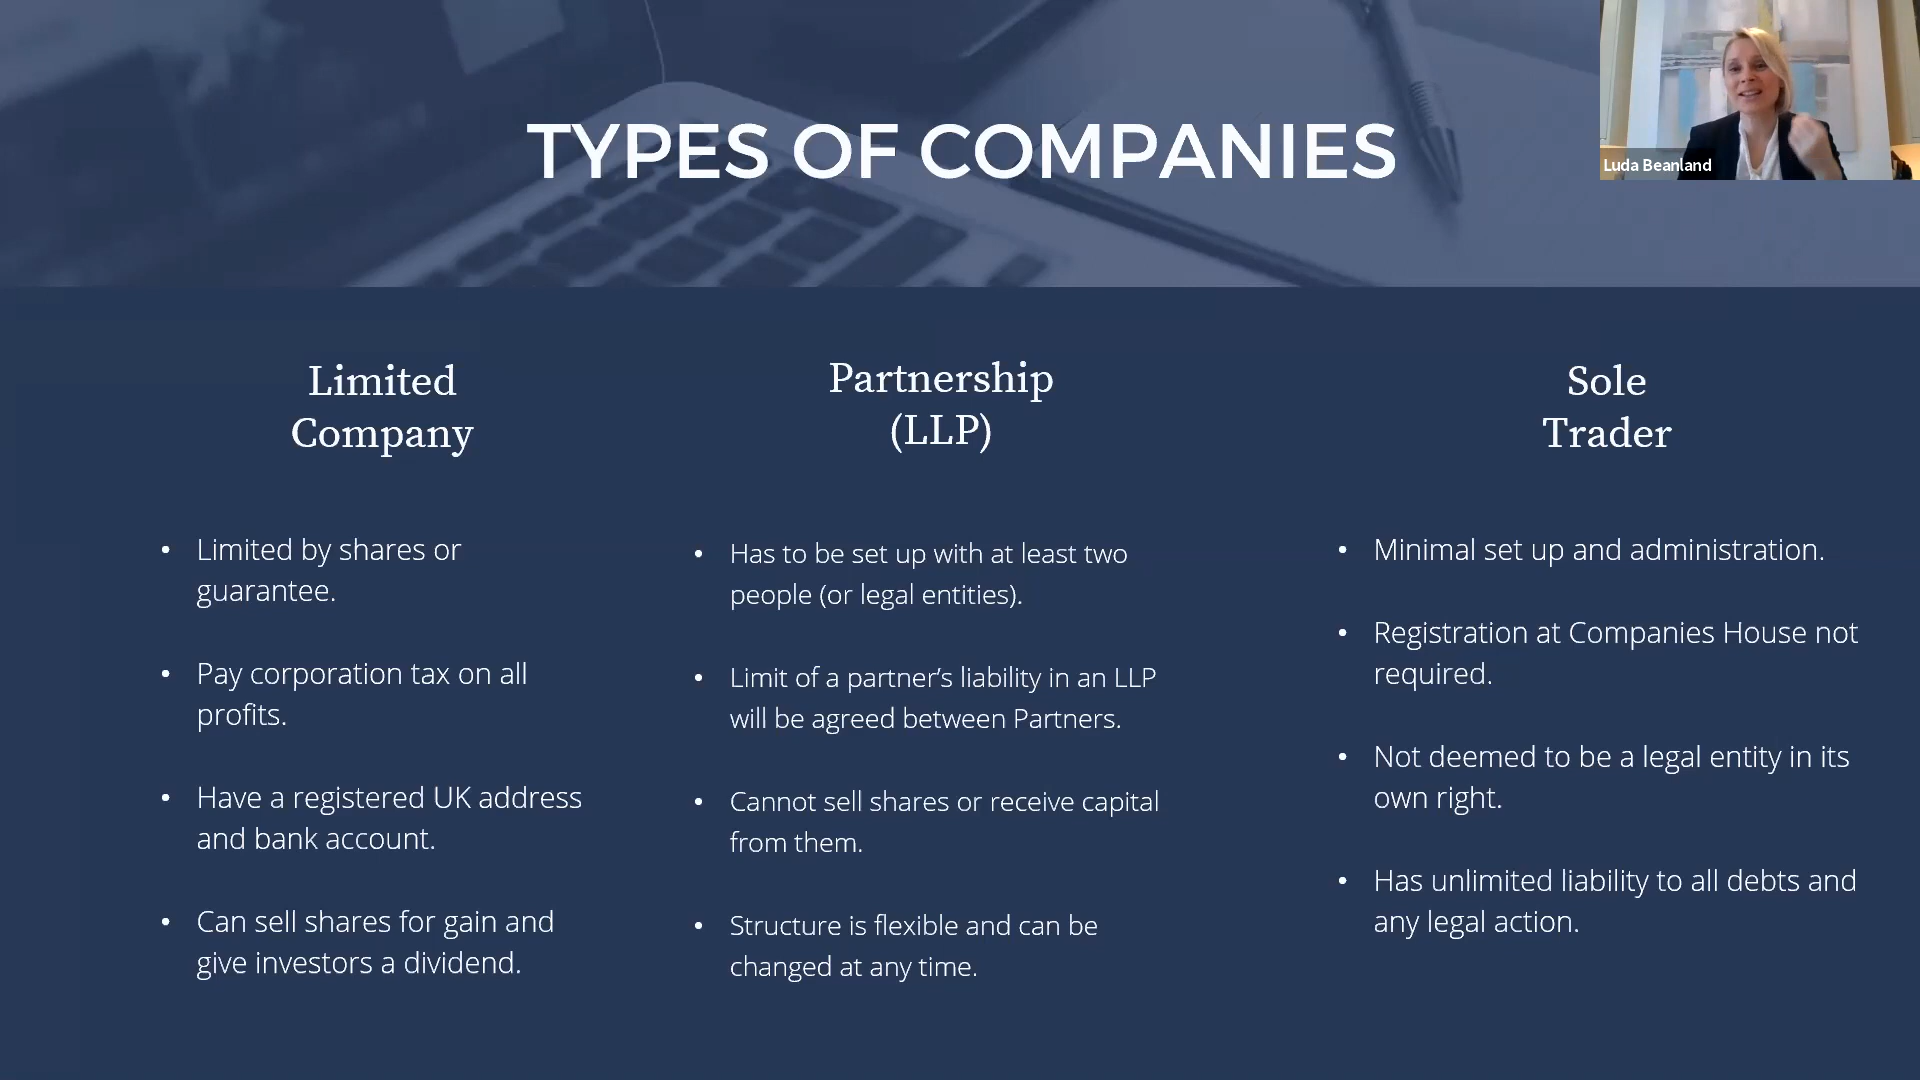 TYPES OF COMPANIES
Luda Beanland
Limited
Company
• Limited by shares or
guarantee.
• Pay corporation tax on all
profits.
• Have a registered UK address
and bank account.
• Can sell shares for gain and
give investors a dividend.
Partnership
(LLP)
• Has to be set up with at least two
people (or legal entities).
• Limit of a partner’s liability in an LLP
will be agreed between Partners.
• Cannot sell shares or receive capital
from them.
• Structure is flexible and can be
changed at any time.
Sole
Trader
• Minimal set up and administration.
• Registration at Companies House not
required.
• Not deemed to be a legal entity in its
own right.
• Has unlimited liability to all debts and
any legal action.